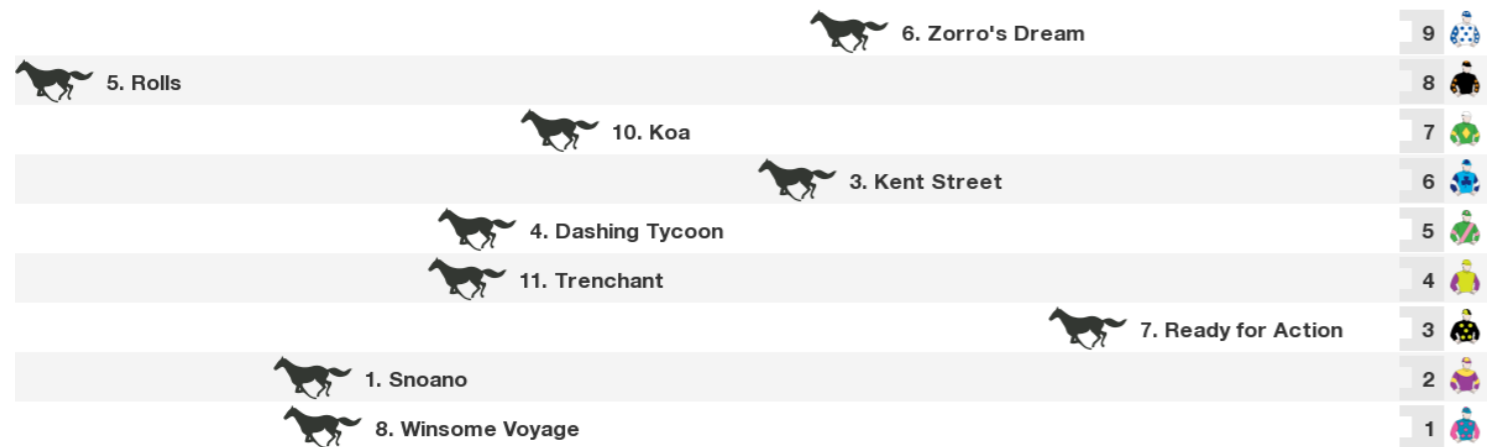 6. Zorro's Dream 9
5. Rolls 8
10. Koa 7
3. Kent Street 6
4. Dashing Tycoon 5
11. Trenchant 4
7. Ready for Action 3
1. Snoano 2
8. Winsome Voyage 1